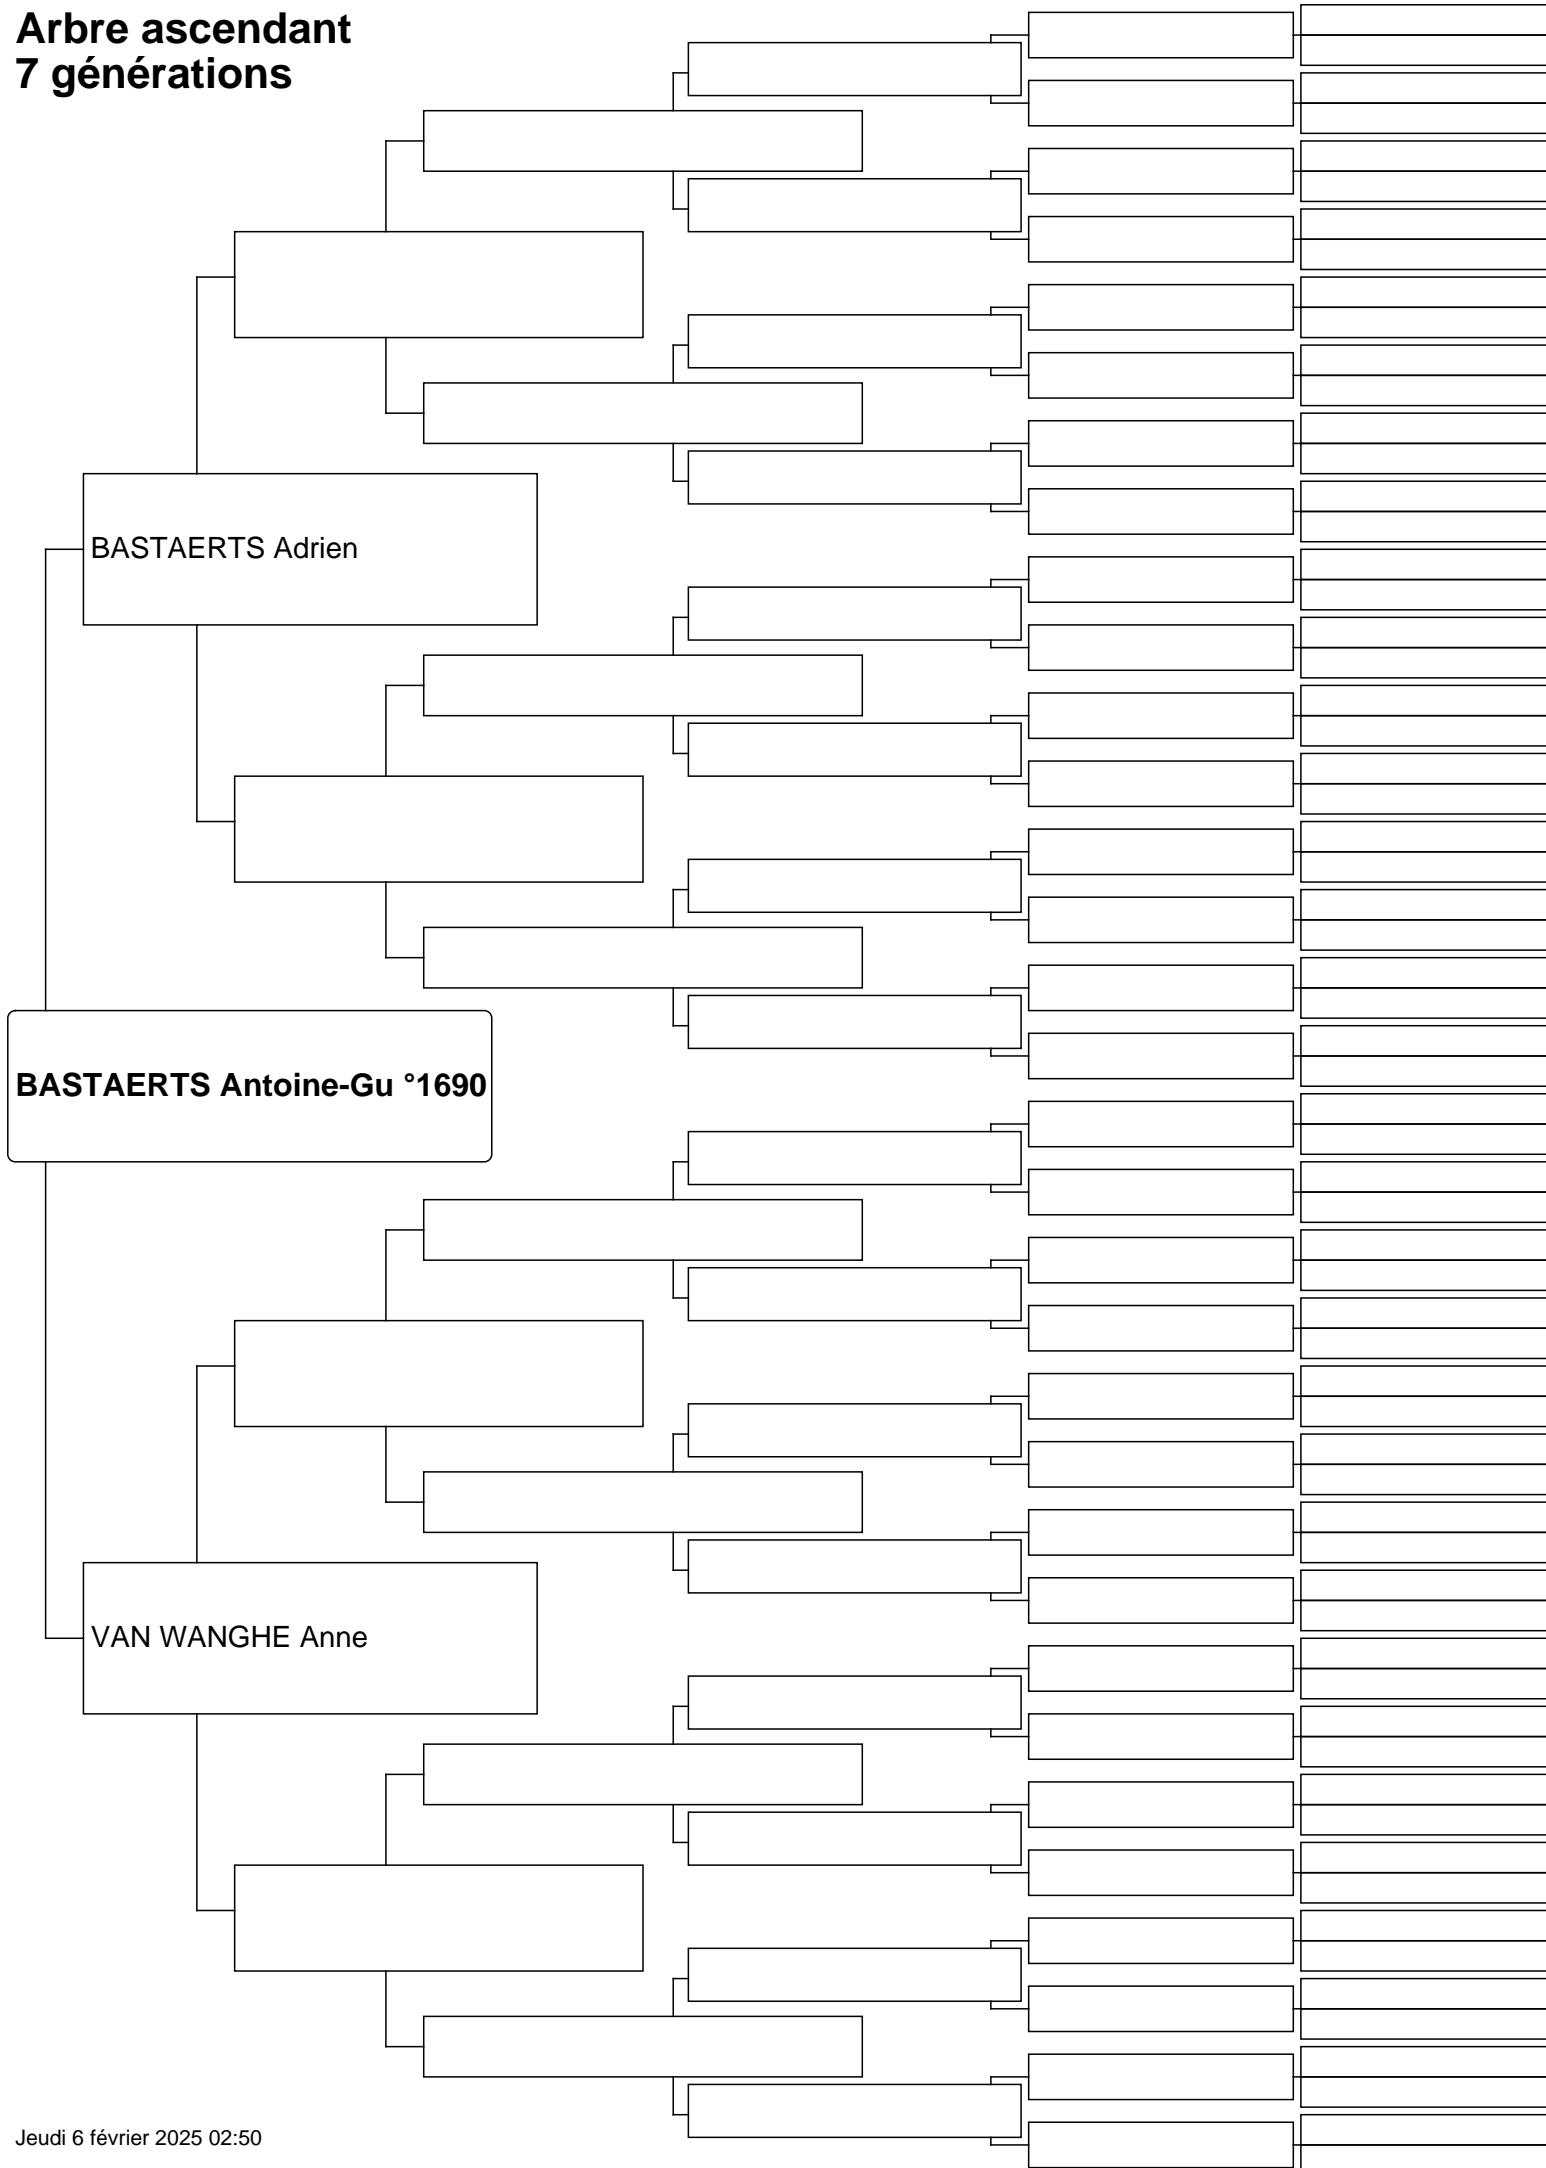 Arbre ascendant
7 générations
BASTAERTS Adrien
BASTAERTS Antoine-Gu °1690
VAN WANGHE Anne
Jeudi 6 février 2025 02:50